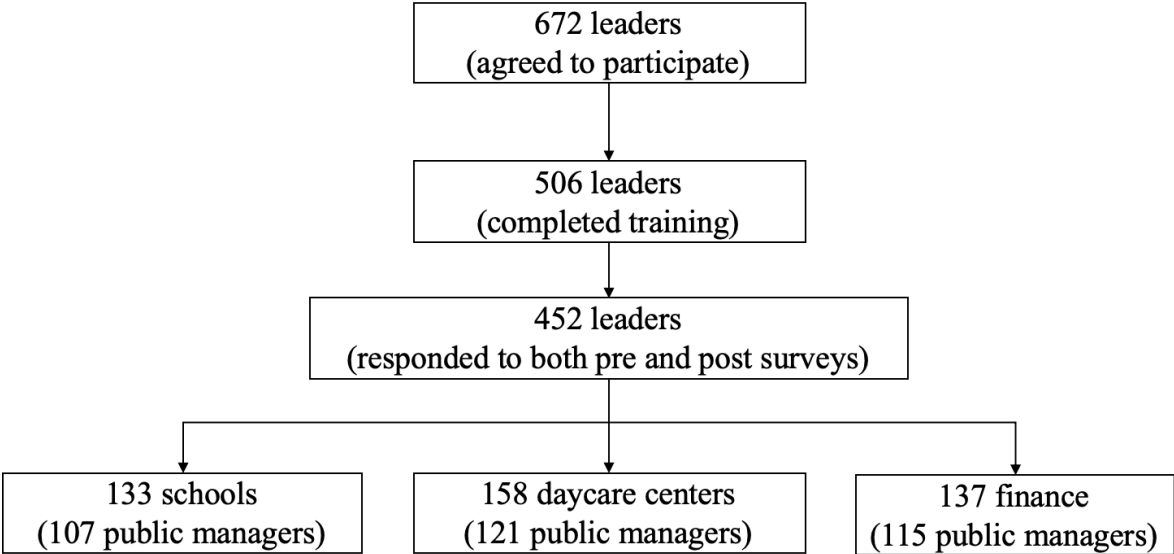 672 leaders
(agreed to participate)
506 leaders
(completed training)
452 leaders
(responded to both pre and post surveys)
133 schools
(107 public managers)
158 daycare centers
(121 public managers)
137 finance
(115 public managers)